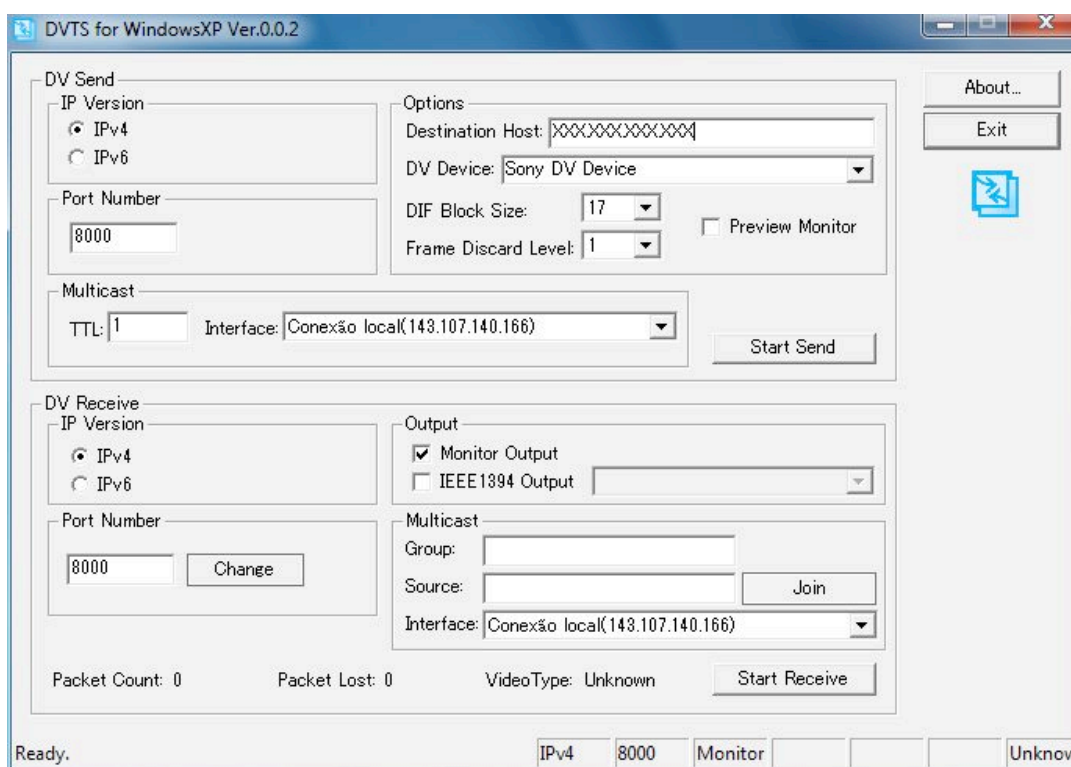 DVTS for WindowsXP Ver.0.0.2
DV Send
IP Version
IPv4
IPv6
Port Number
8000
Options
Destination Host: XXX.XXX.XXX.XXX
DV Device: Sony DV Device
DIF Block Size: 17
Frame Discard Level: 1
Preview Monitor
Multicast
TTL: 1
Interface: Conexão local(143.107.140.166)
Start Send
About...
Exit
DV Receive
IP Version
IPv4
IPv6
Port Number
8000
Change
Output
Monitor Output
IEEE1394 Output
Multicast
Group:
Source:
Join
Interface: Conexão local(143.107.140.166)
Packet Count: 0
Packet Lost: 0
VideoType: Unknown
Start Receive
Ready.
IPv4
8000
Monitor
Unknow